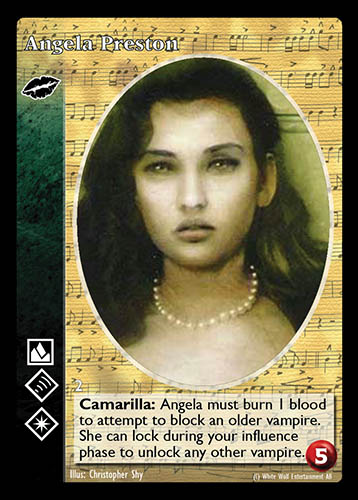 Angela Preston
2
Camarilla: Angela must burn 1 blood
to attempt to block an older vampire.
She can lock during your influence
phase to unlock any other vampire.
5
Illus: Christopher Shy
(C) White Wolf Entertainment AB